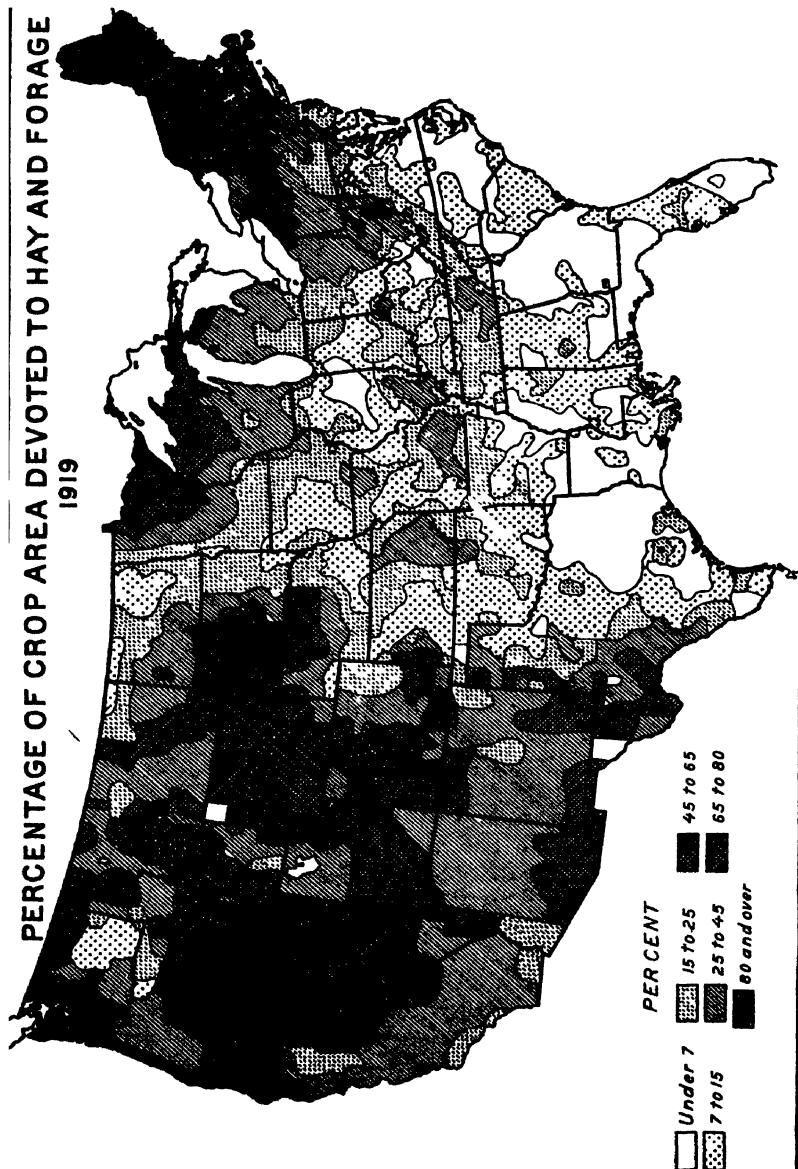 PERCENTAGE OF CROP AREA DEVOTED TO HAY AND FORAGE
1919
PERCENT
Under 7
7 to 15
15 to 25
25 to 45
80 and over
45 to 65
65 to 80